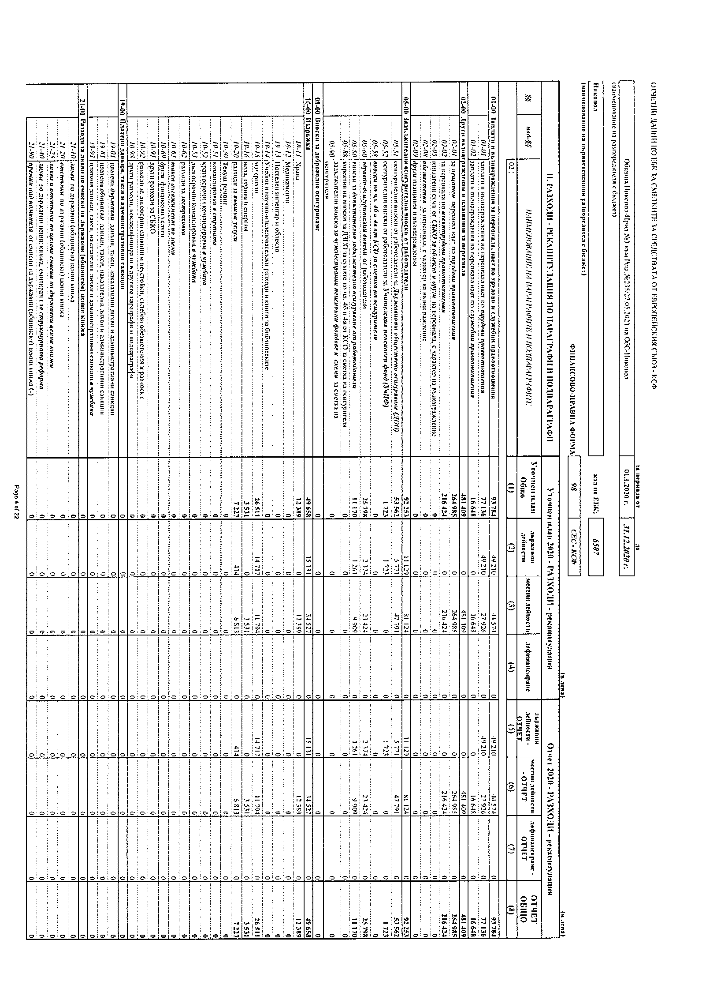 ОТЧЕТНИ ДАННИ ПО ЕБК ЗА СМЕТКИТЕ ЗА СРЕДСТВАТА ОТ ЕВРОПЕЙСКИЯ СЪЮЗ - КСФ
за периода от до
Община Никопол-Прил.№3 към Реш.№235/27.05.2021 на ОбС-Никопол 01.1.2020 г. 31.12.2020 г.
(наименование на разпоредителя с бюджет)
Никопол код по ЕБК: 6507
(наименование на първостепенния разпоредител с бюджет)
ФИНАНСОВО-ПРАВНА ФОРМА 98 СЕС - КСФ
(в лева) (в лева)
II. РАЗХОДИ - РЕКАПИТУЛАЦИЯ ПО ПАРАГРАФИ И ПОДПАРАГРАФИ Уточнен план 2020 - РАЗХОДИ - рекапитулация Отчет 2020 - РАЗХОДИ - рекапитулация
§§ под-§§ НАИМЕНОВАНИЕ НА ПАРАГРАФИТЕ И ПОДПАРАГРАФИТЕ Уточнен план Общо държавни дейности местни дейности дофинансиране държавни дейности - ОТЧЕТ местни дейности - ОТЧЕТ дофинансиране - ОТЧЕТ ОТЧЕТ ОБЩО
02 (1) (2) (3) (4) (5) (6) (7) (8)
01-00 Заплати и възнаграждения за персонала, нает по трудови и служебни правоотношения 93 784 49 210 44 574 0 49 210 44 574 0 93 784
01-01 заплати и възнаграждения на персонала нает по трудови правоотношения 77 136 49 210 27 926 0 49 210 27 926 0 77 136
01-02 заплати и възнаграждения на персонала нает по служебни правоотношения 16 648 0 16 648 0 0 16 648 0 16 648
02-00 Други възнаграждения и плащания за персонала 481 409 0 481 409 0 0 481 409 0 481 409
02-01 за нещатен персонал нает по трудови правоотношения 264 985 0 264 985 0 0 264 985 0 264 985
02-02 за персонала по извънтрудови правоотношения 216 424 0 216 424 0 0 216 424 0 216 424
02-05 изплатени суми от СБКО за облекло и други на персонала, с характер на възнаграждение 0 0 0 0 0 0 0 0
02-08 обезщетения за персонала, с характер на възнаграждение 0 0 0 0 0 0 0 0
02-09 други плащания и възнаграждения 0 0 0 0 0 0 0 0
05-00 Задължителни осигурителни вноски от работодатели 92 253 11 129 81 124 0 11 129 81 124 0 92 253
05-51 осигурителни вноски от работодатели за Държавното обществено осигуряване (ДОО) 53 562 5 771 47 791 0 5 771 47 791 0 53 562
05-52 осигурителни вноски от работодатели за Учителския пенсионен фонд (УчПФ) 1 723 1 723 0 0 1 723 0 0 1 723
05-58 вноски по чл. 4б и 4в от КСО за сметка на осигурителя 0 0 0 0 0 0 0 0
05-60 здравно-осигурителни вноски от работодатели 25 798 2 374 23 424 0 2 374 23 424 0 25 798
05-80 вноски за допълнително задължително осигуряване от работодатели 11 170 1 261 9 909 0 1 261 9 909 0 11 170
05-88 коректив на вноски за ДЗПО за сумите по чл. 4б и 4в от КСО за сметка на осигурителя 0 0 0 0 0 0 0 0
05-90 задължителни вноски за чуждестранни пенсионни фондове и схеми за сметка на осигурителя 0 0 0 0 0 0 0 0
08-00 Вноски за доброволно осигуряване 0 0 0 0 0 0 0 0
10-00 Издръжка 49 658 15 131 34 527 0 15 131 34 527 0 49 658
10-11 Храна 12 389 0 12 389 0 0 12 389 0 12 389
10-12 Медикаменти 0 0 0 0 0 0 0 0
10-13 Постелен инвентар и облекло 0 0 0 0 0 0 0 0
10-14 Учебни и научно-изследователски разходи и книги за библиотеките 0 0 0 0 0 0 0 0
10-15 материали 26 511 14 717 11 794 0 14 717 11 794 0 26 511
10-16 вода, горива и енергия 3 531 0 3 531 0 0 3 531 0 3 531
10-20 разходи за външни услуги 7 227 414 6 813 0 414 6 813 0 7 227
10-30 Текущ ремонт 0 0 0 0 0 0 0 0
10-51 командировки в страната 0 0 0 0 0 0 0 0
10-52 краткосрочни командировки в чужбина 0 0 0 0 0 0 0 0
10-53 дългосрочни командировки в чужбина 0 0 0 0 0 0 0 0
10-62 разходи за застраховки 0 0 0 0 0 0 0 0
10-63 такса ангажимент по заеми 0 0 0 0 0 0 0 0
10-69 други финансови услуги 0 0 0 0 0 0 0 0
10-91 други разходи за СБКО 0 0 0 0 0 0 0 0
10-92 разходи за договорни санкции и неустойки, съдебни обезщетения и разноски 0 0 0 0 0 0 0 0
10-98 други разходи, некласифицирани в другите параграфи и подпараграфи 0 0 0 0 0 0 0 0
19-00 Платени данъци, такси и административни санкции 0 0 0 0 0 0 0 0
19-01 платени държавни данъци, такси, наказателни лихви и административни санкции 0 0 0 0 0 0 0 0
19-81 платени общински данъци, такси, наказателни лихви и административни санкции 0 0 0 0 0 0 0 0
19-91 платени данъци, такси, наказателни лихви и административни санкции в чужбина 0 0 0 0 0 0 0 0
21-00 Разходи за лихви по емисии на държавни (общински) ценни книжа 0 0 0 0 0 0 0 0
21-10 лихви по държавни (общински) ценни книжа 0 0 0 0 0 0 0 0
21-20 отстъпки по държавни (общински) ценни книжа 0 0 0 0 0 0 0 0
21-25 лихви и отстъпки по целеви емисии на държавни ценни книжа 0 0 0 0 0 0 0 0
21-40 лихви по държавни ценни книжа, емитирани за структурната реформа 0 0 0 0 0 0 0 0
21-90 премии над номинала от емисии на държавни (общински) ценни книжа (-) 0 0 0 0 0 0 0 0
Page 4 of 22